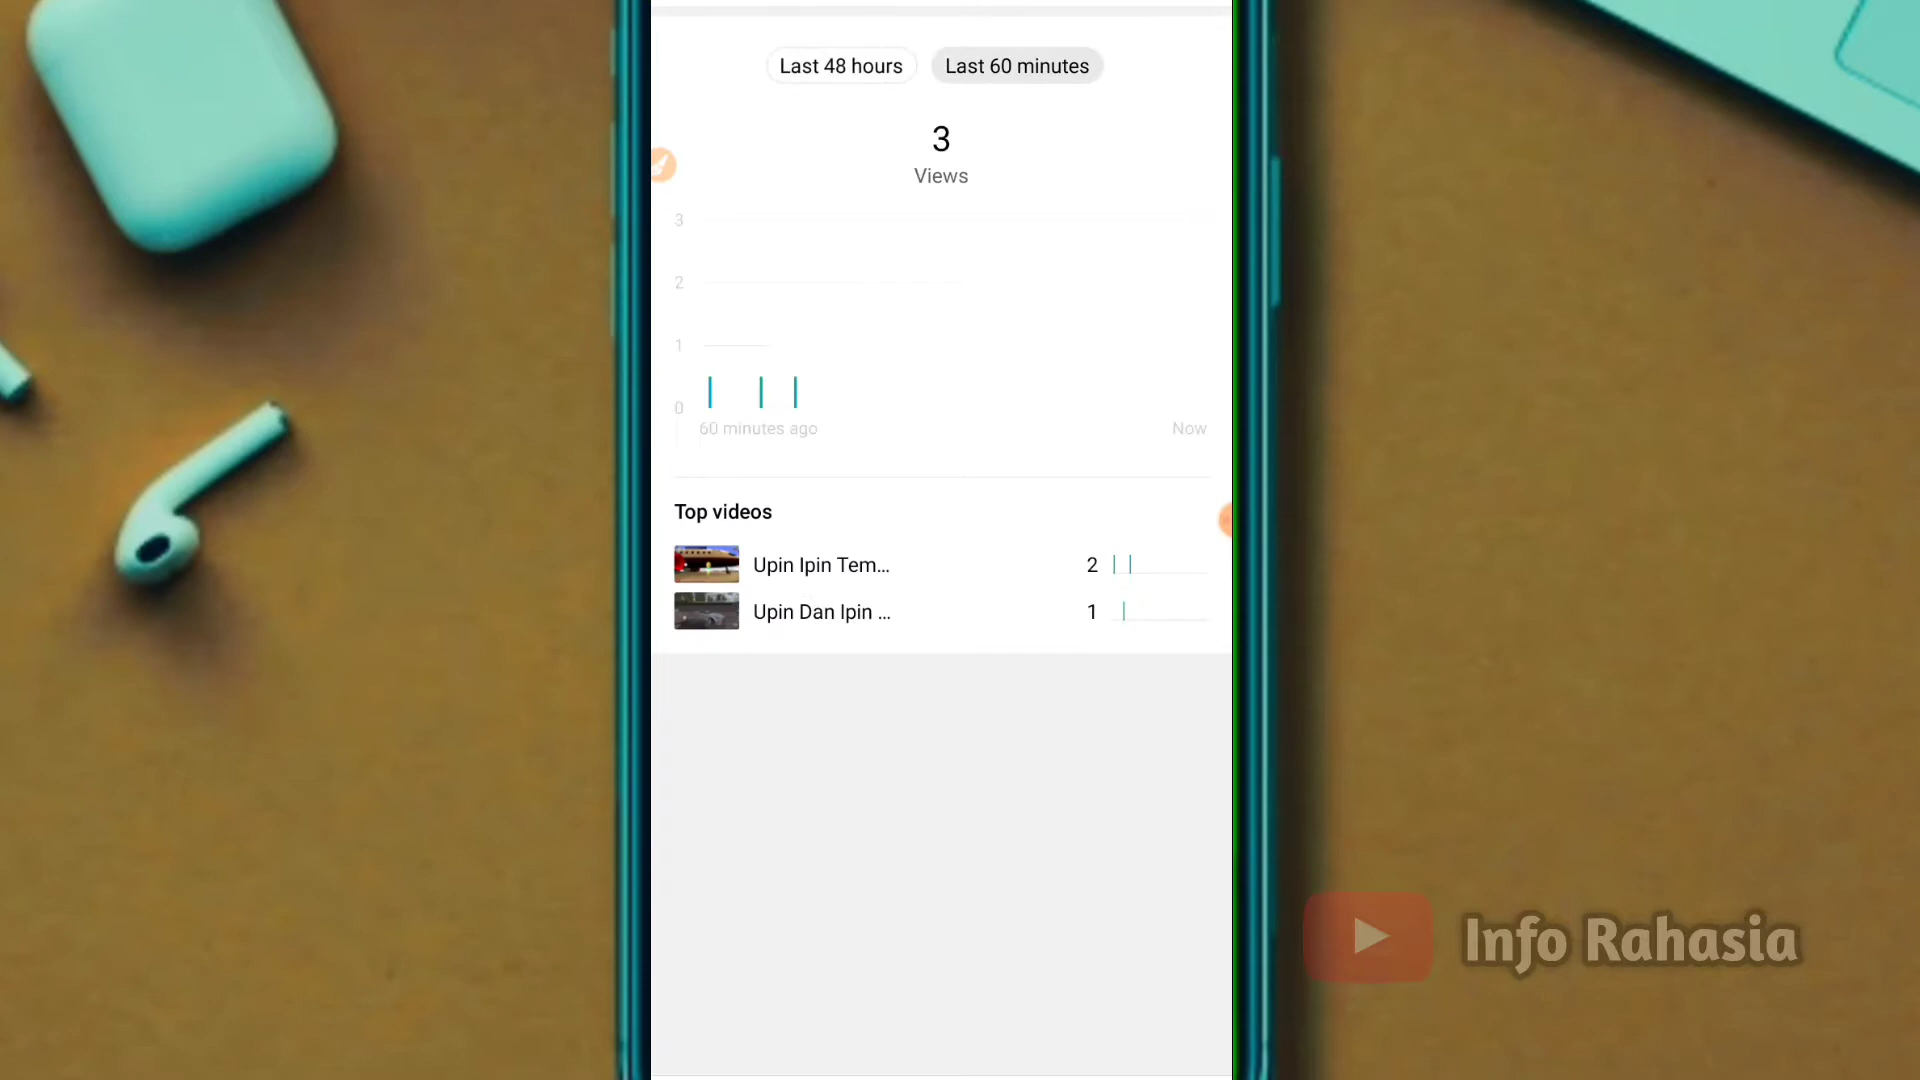 Last 48 hours Last 60 minutes
3
Views
3
2
1
0
60 minutes ago Now
Top videos
Upin Ipin Tem... 2
Upin Dan Ipin ... 1
Info Rahasia